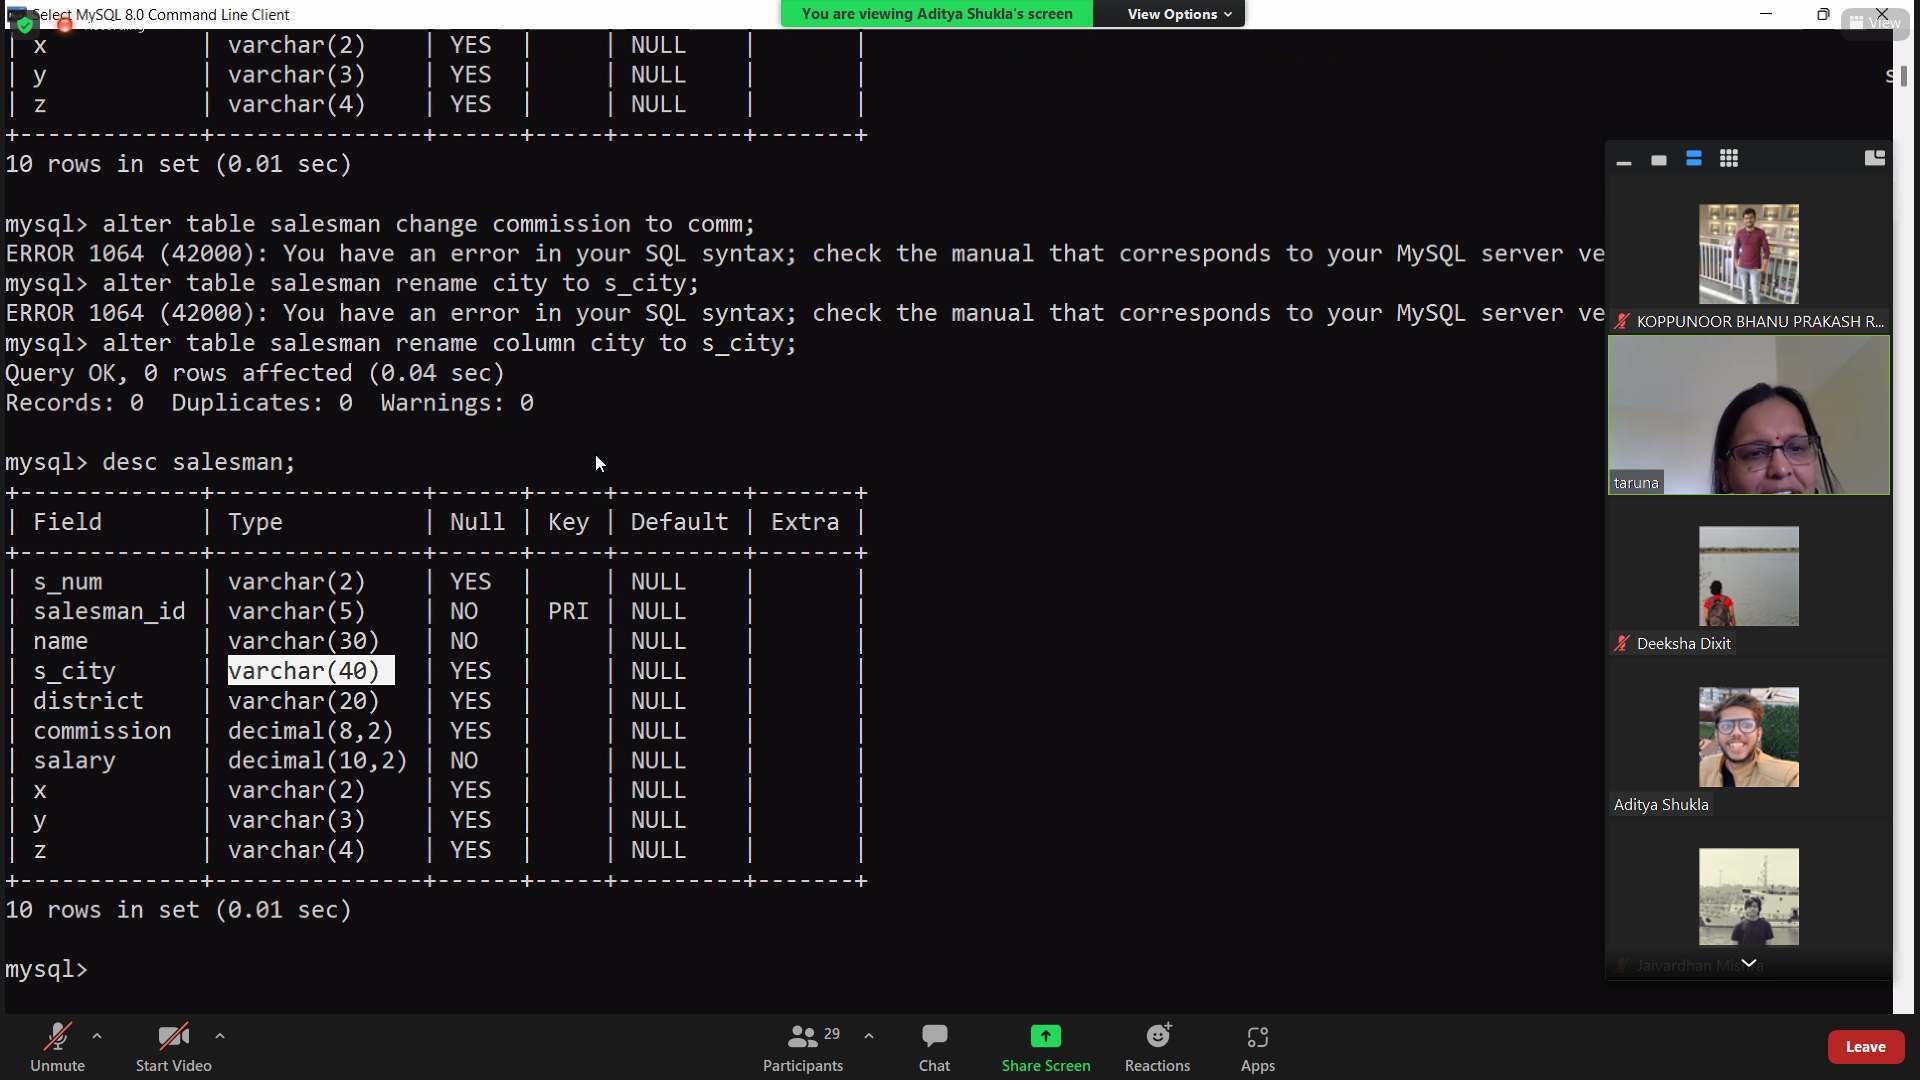 Select MySQL 8.0 Command Line Client
You are viewing Aditya Shukla's screen
View Options
View
| x | varchar(2) | YES | | NULL | |
| y | varchar(3) | YES | | NULL | |
| z | varchar(4) | YES | | NULL | |
+-------------+---------------+------+-----+---------+-------+
10 rows in set (0.01 sec)
mysql> alter table salesman change commission to comm;
ERROR 1064 (42000): You have an error in your SQL syntax; check the manual that corresponds to your MySQL server ve
mysql> alter table salesman rename city to s_city;
ERROR 1064 (42000): You have an error in your SQL syntax; check the manual that corresponds to your MySQL server ve
mysql> alter table salesman rename column city to s_city;
Query OK, 0 rows affected (0.04 sec)
Records: 0 Duplicates: 0 Warnings: 0
mysql> desc salesman;
+-------------+---------------+------+-----+---------+-------+
| Field | Type | Null | Key | Default | Extra |
+-------------+---------------+------+-----+---------+-------+
| s_num | varchar(2) | YES | | NULL | |
| salesman_id | varchar(5) | NO | PRI | NULL | |
| name | varchar(30) | NO | | NULL | |
| s_city | varchar(40) | YES | | NULL | |
| district | varchar(20) | YES | | NULL | |
| commission | decimal(8,2) | YES | | NULL | |
| salary | decimal(10,2) | NO | | NULL | |
| x | varchar(2) | YES | | NULL | |
| y | varchar(3) | YES | | NULL | |
| z | varchar(4) | YES | | NULL | |
+-------------+---------------+------+-----+---------+-------+
10 rows in set (0.01 sec)
mysql>
KOPPUNOOR BHANU PRAKASH R...
taruna
Deeksha Dixit
Aditya Shukla
Jaivardhan Mishra
Unmute
Start Video
29
Participants
Chat
Share Screen
Reactions
Apps
Leave